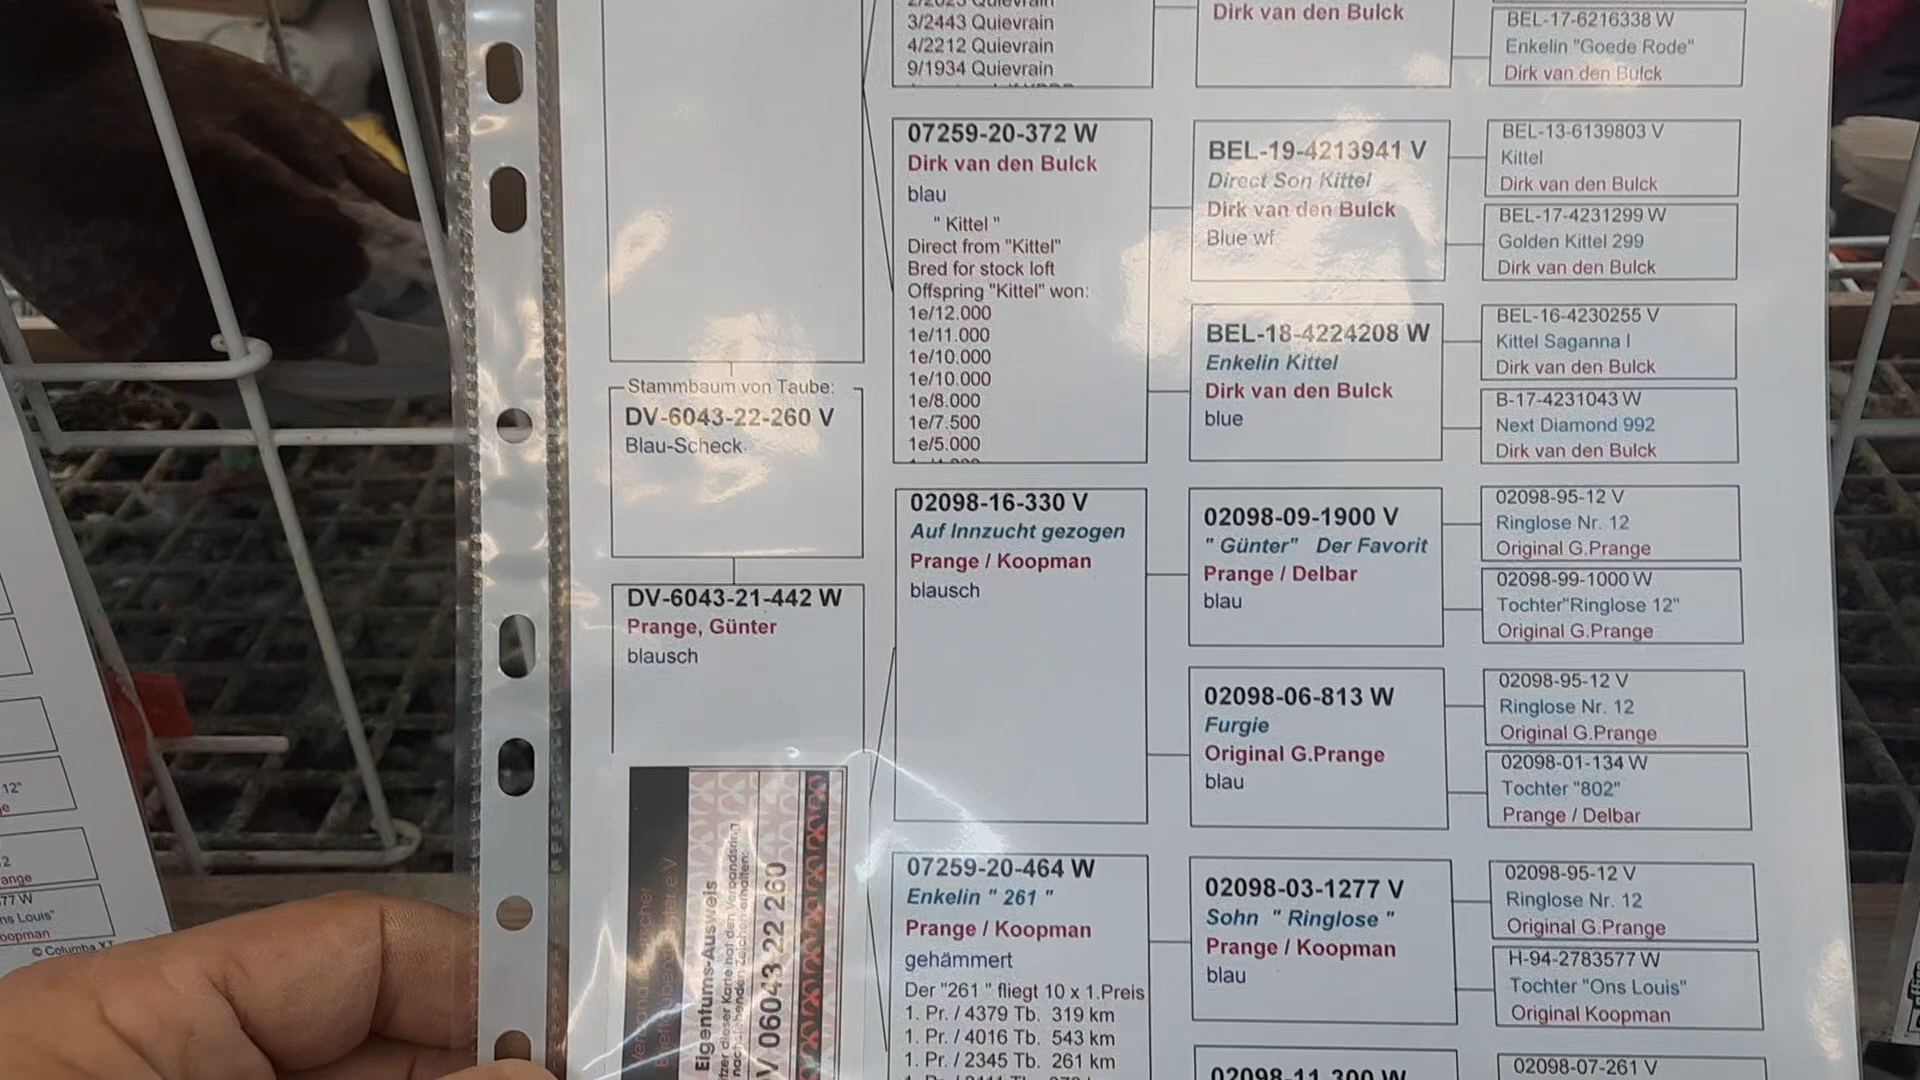 3/2443 Quievrain
4/2212 Quievrain
9/1934 Quievrain
Dirk van den Bulck
BEL-17-6216338 W
Enkelin "Goede Rode"
Dirk van den Bulck
07259-20-372 W
Dirk van den Bulck
blau
" Kittel "
Direct from "Kittel"
Bred for stock loft
Offspring "Kittel" won:
1e/12.000
1e/11.000
1e/10.000
1e/10.000
1e/8.000
1e/7.500
1e/5.000
BEL-19-4213941 V
Direct Son Kittel
Dirk van den Bulck
Blue wf
BEL-13-6139803 V
Kittel
Dirk van den Bulck
BEL-17-4231299 W
Golden Kittel 299
Dirk van den Bulck
BEL-18-4224208 W
Enkelin Kittel
Dirk van den Bulck
blue
BEL-16-4230255 V
Kittel Saganna I
Dirk van den Bulck
B-17-4231043 W
Next Diamond 992
Dirk van den Bulck
Stammbaum von Taube:
DV-6043-22-260 V
Blau-Scheck
DV-6043-21-442 W
Prange, Günter
blausch
02098-16-330 V
Auf Innzucht gezogen
Prange / Koopman
blausch
02098-09-1900 V
" Günter" Der Favorit
Prange / Delbar
blau
02098-95-12 V
Ringlose Nr. 12
Original G.Prange
02098-99-1000 W
Tochter"Ringlose 12"
Original G.Prange
02098-06-813 W
Furgie
Original G.Prange
blau
02098-95-12 V
Ringlose Nr. 12
Original G.Prange
02098-01-134 W
Tochter "802"
Prange / Delbar
07259-20-464 W
Enkelin " 261 "
Prange / Koopman
gehämmert
Der "261 " fliegt 10 x 1.Preis
1. Pr. / 4379 Tb. 319 km
1. Pr. / 4016 Tb. 543 km
1. Pr. / 2345 Tb. 261 km
02098-03-1277 V
Sohn " Ringlose "
Prange / Koopman
blau
02098-95-12 V
Ringlose Nr. 12
Original G.Prange
H-94-2783577 W
Tochter "Ons Louis"
Original Koopman
02098-11-300 W
02098-07-261 V
Eigentums-Ausweis
V 06043 22 260
12"
ange
77 W
ns Louis"
oopman
© Columba XT